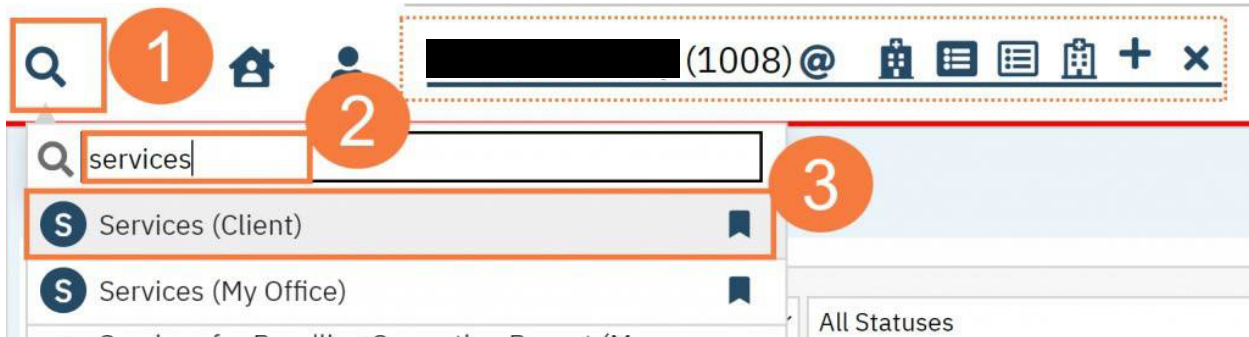 1
(1008) @
2
services
3
S Services (Client)
S Services (My Office)
All Statuses